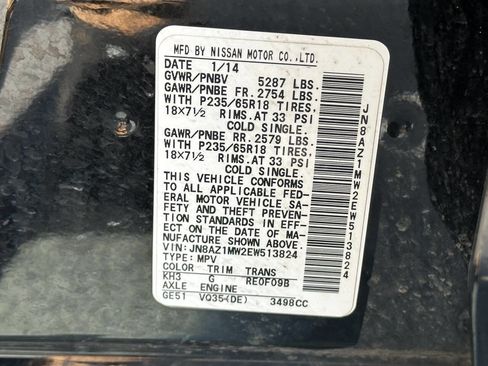 MFD BY NISSAN MOTOR CO.,LTD.
DATE 1/14
GVWR/PNBV 5287 LBS.
GAWR/PNBE FR. 2754 LBS.
WITH P235/65R18 TIRES.
18X7½ RIMS.AT 33 PSI
COLD SINGLE.
GAWR/PNBE RR. 2579 LBS.
WITH P235/65R18 TIRES.
18X7½ RIMS.AT 33 PSI
COLD SINGLE.
THIS VEHICLE CONFORMS
TO ALL APPLICABLE FED-
ERAL MOTOR VEHICLE SA-
FETY AND THEFT PREVEN-
TION STANDARDS IN EFF-
ECT ON THE DATE OF MA-
NUFACTURE SHOWN ABOVE.
VIN: JN8AZ1MW2EW513824
TYPE: MPV
COLOR TRIM TRANS
KH3 G RE0F09B
AXLE ENGINE
GE51 VQ35(DE) 3498CC
JN8AZ1MW2EW513824